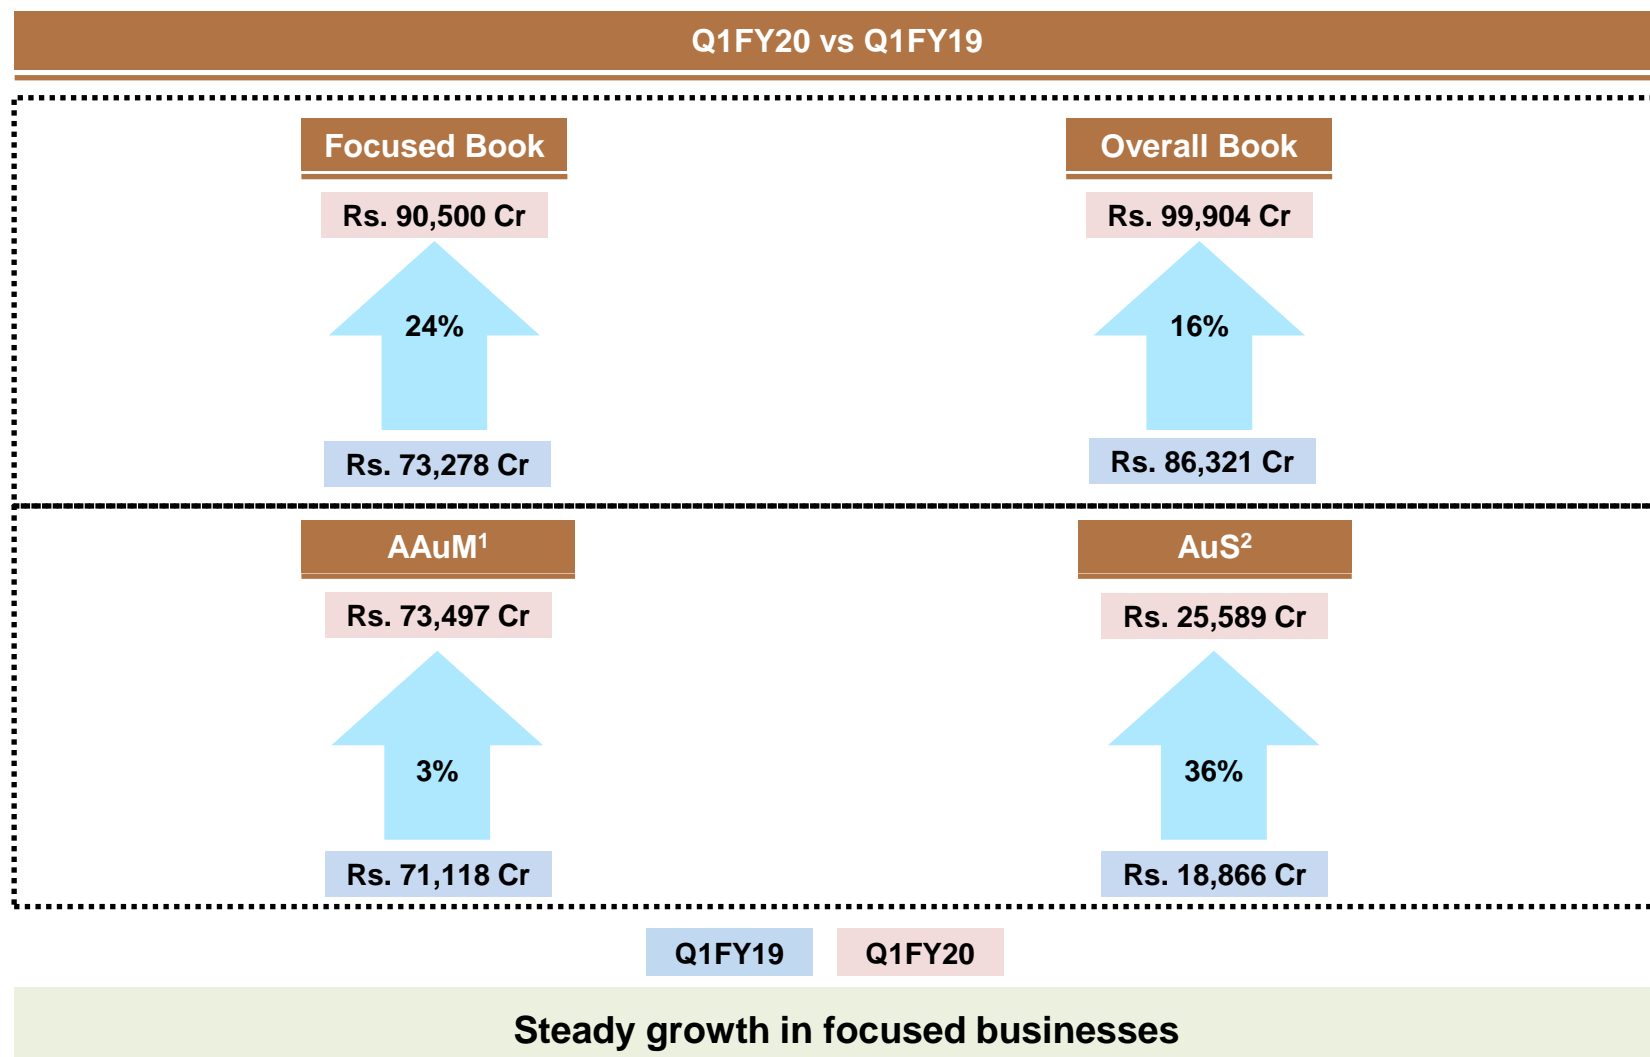 Q1FY20 vs Q1FY19
Focused Book
Rs. 90,500 Cr
24%
Rs. 73,278 Cr
Overall Book
Rs. 99,904 Cr
16%
Rs. 86,321 Cr
AAuM¹
Rs. 73,497 Cr
3%
Rs. 71,118 Cr
AuS²
Rs. 25,589 Cr
36%
Rs. 18,866 Cr
Q1FY19
Q1FY20
Steady growth in focused businesses